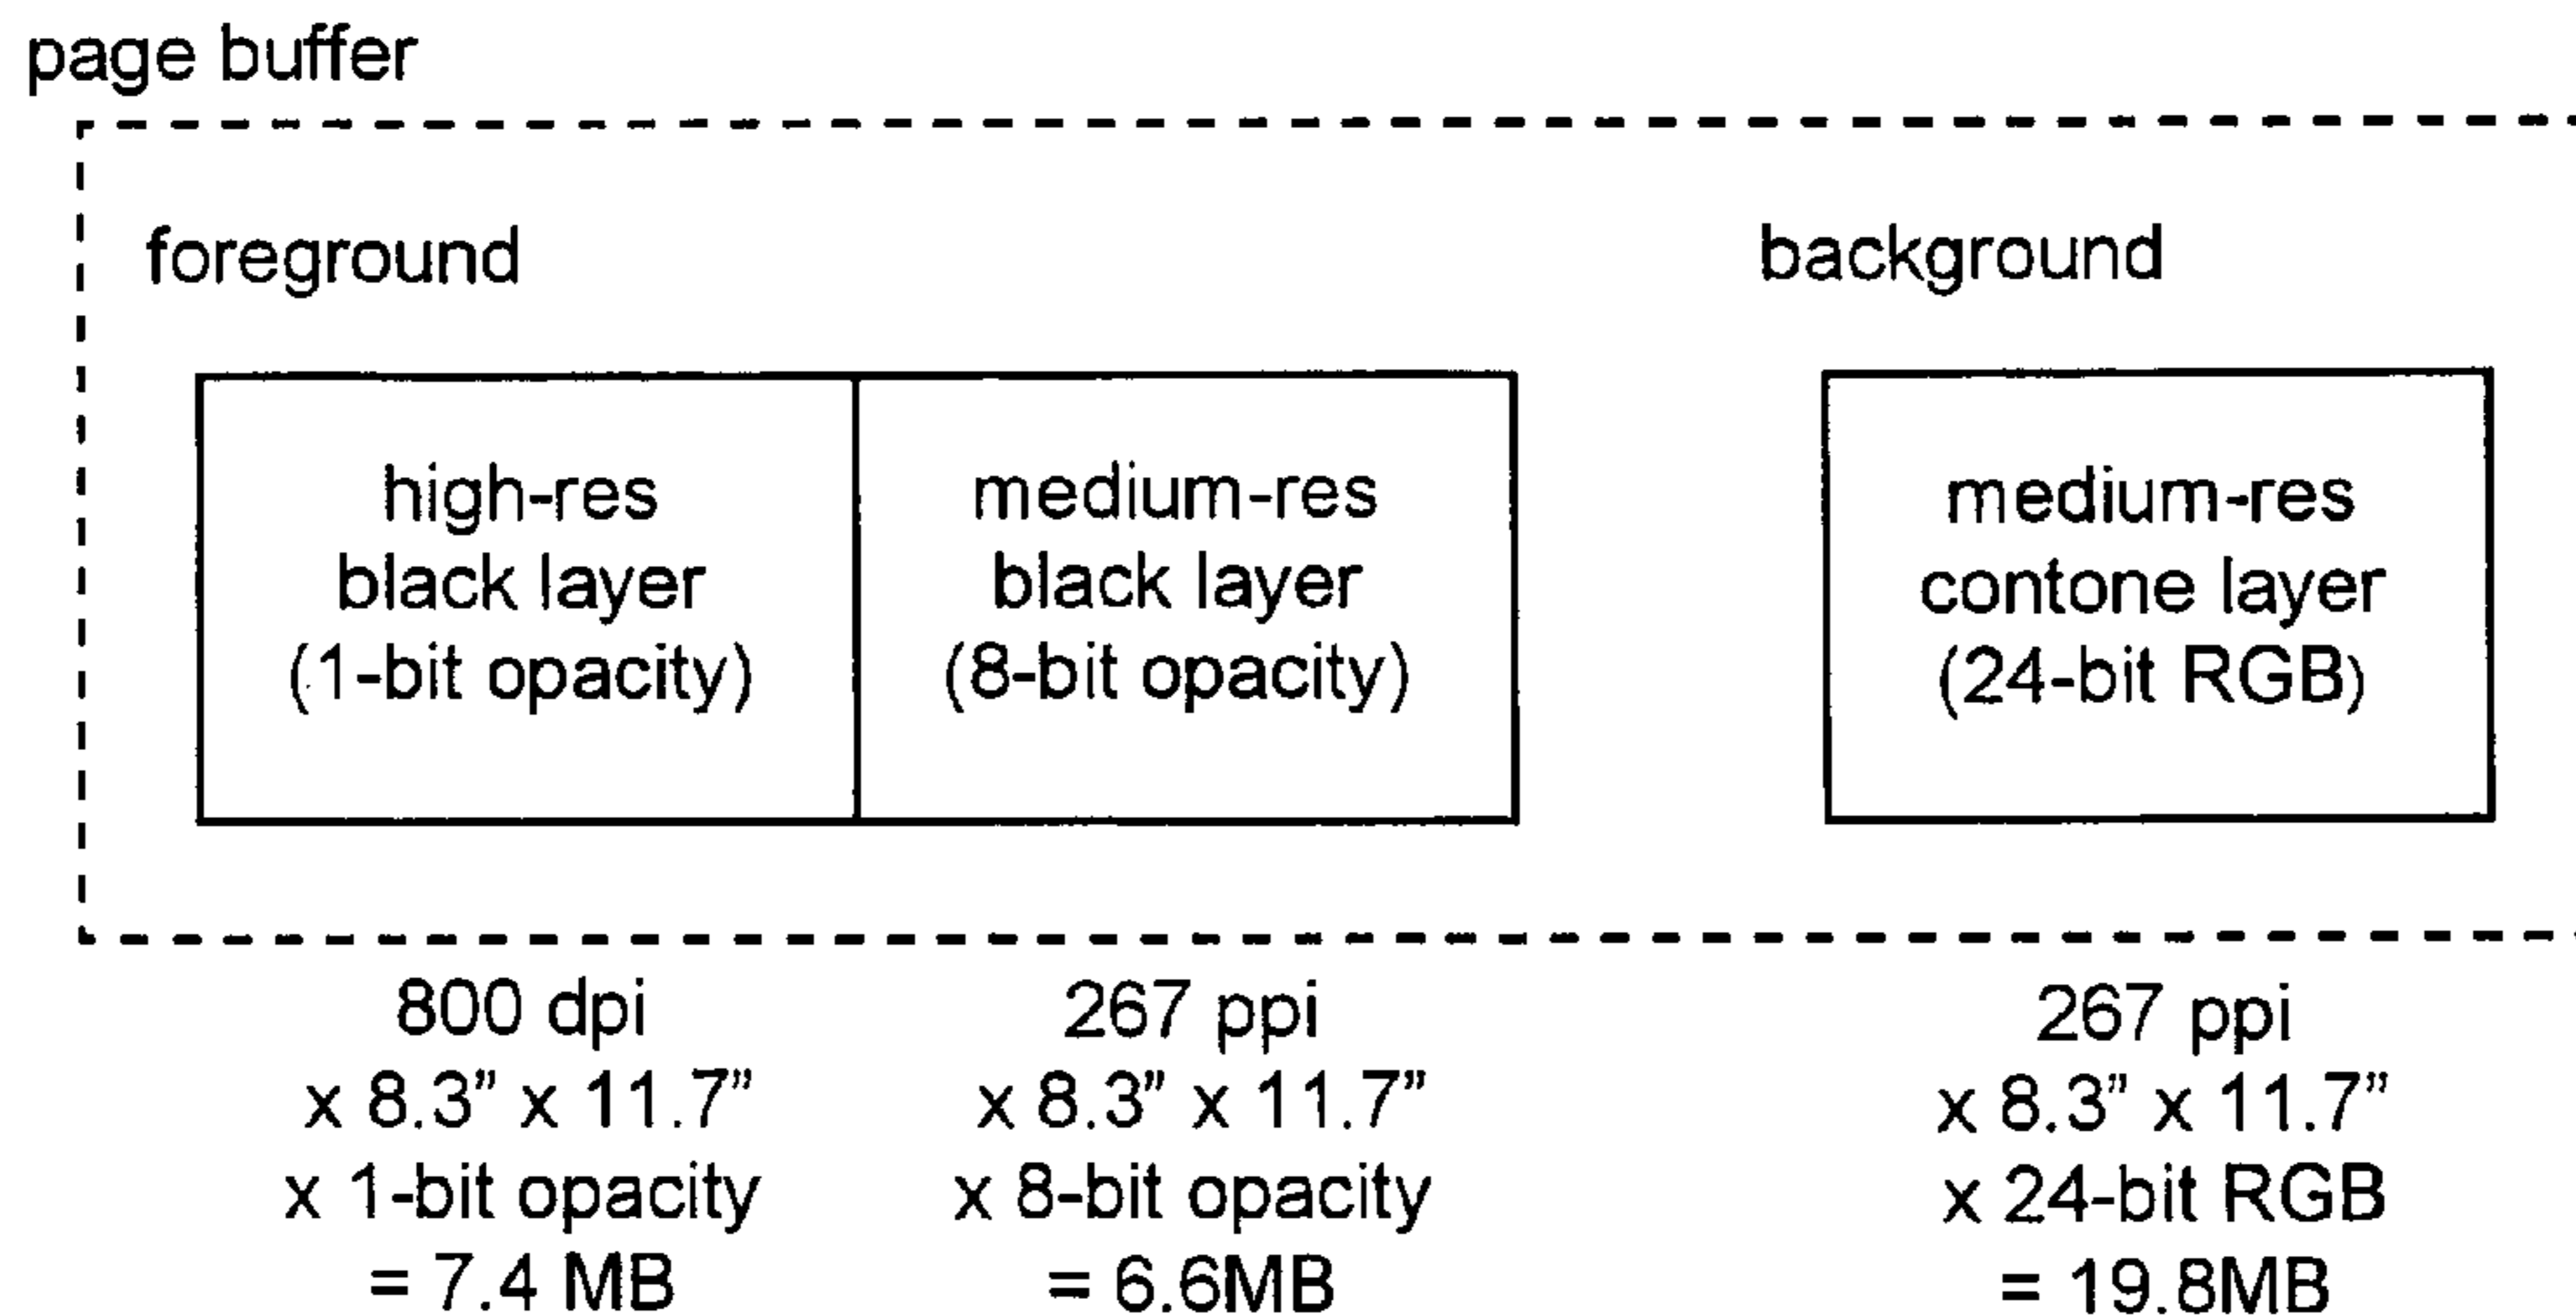 page buffer
foreground
background
high-res
black layer
(1-bit opacity)
medium-res
black layer
(8-bit opacity)
medium-res
contone layer
(24-bit RGB)
800 dpi
x 8.3” x 11.7”
x 1-bit opacity
= 7.4 MB
267 ppi
x 8.3” x 11.7”
x 8-bit opacity
= 6.6MB
267 ppi
x 8.3” x 11.7”
x 24-bit RGB
= 19.8MB